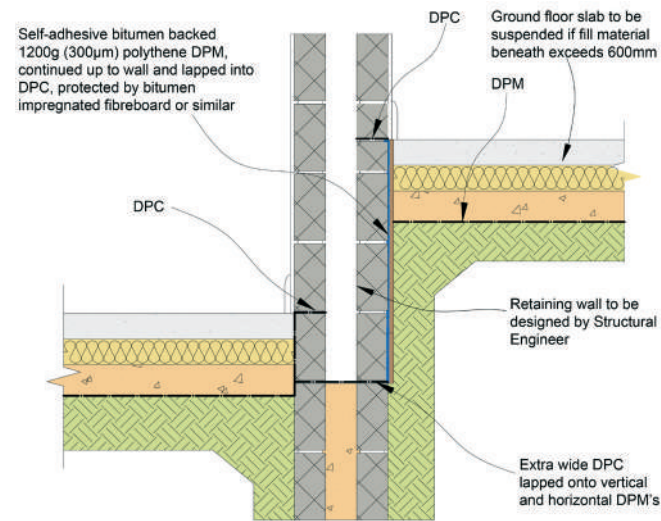 Self-adhesive bitumen backed
1200g (300µm) polythene DPM,
continued up to wall and lapped into
DPC, protected by bitumen
impregnated fibreboard or similar
DPC
Ground floor slab to be
suspended if fill material
beneath exceeds 600mm
DPM
DPC
Retaining wall to be
designed by Structural
Engineer
Extra wide DPC
lapped onto vertical
and horizontal DPM's